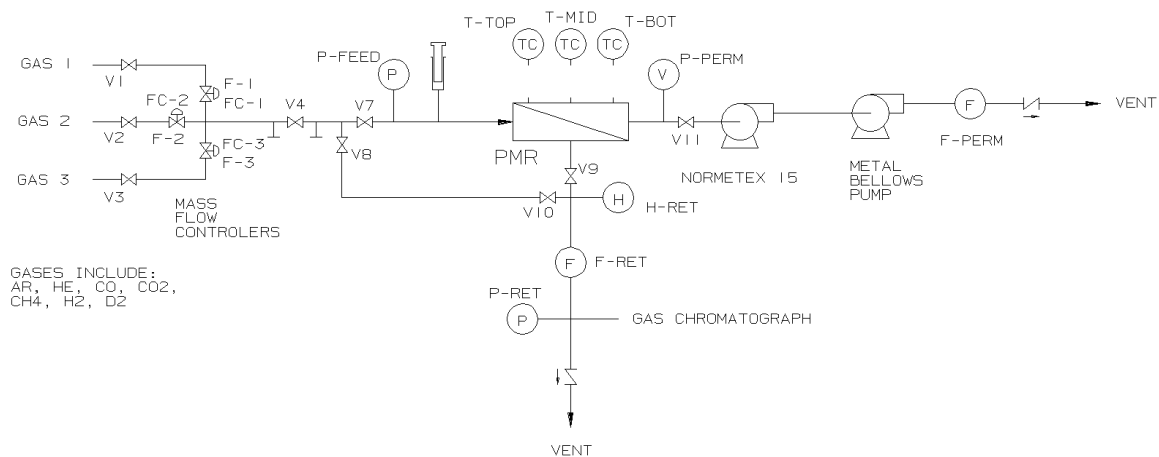 T-TOP
T-MID
T-BOT
TC
TC
TC
GAS 1
V1
F-1
FC-1
P-FEED
P
V
P-PERM
FC-2
GAS 2
V2
F-2
V4
V7
FC-3
F-3
V8
GAS 3
V3
MASS
FLOW
CONTROLERS
PMR
V9
V10
H
H-RET
V11
NORMETEX 15
METAL
BELLOWS
PUMP
F
F-PERM
VENT
GASES INCLUDE:
AR, HE, CO, CO2,
CH4, H2, D2
F
F-RET
P-RET
P
GAS CHROMATOGRAPH
VENT